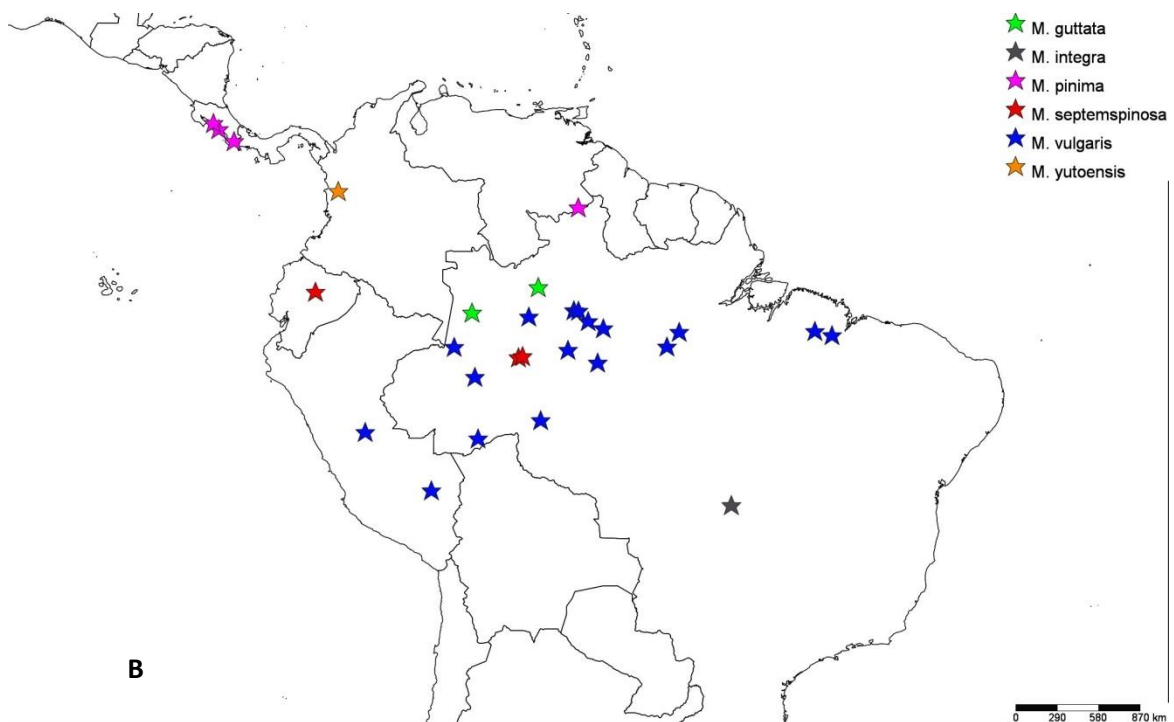 M. guttata
M. integra
M. pinima
M. septemspinosa
M. vulgaris
M. yutoensis
B
0 290 580 870 km